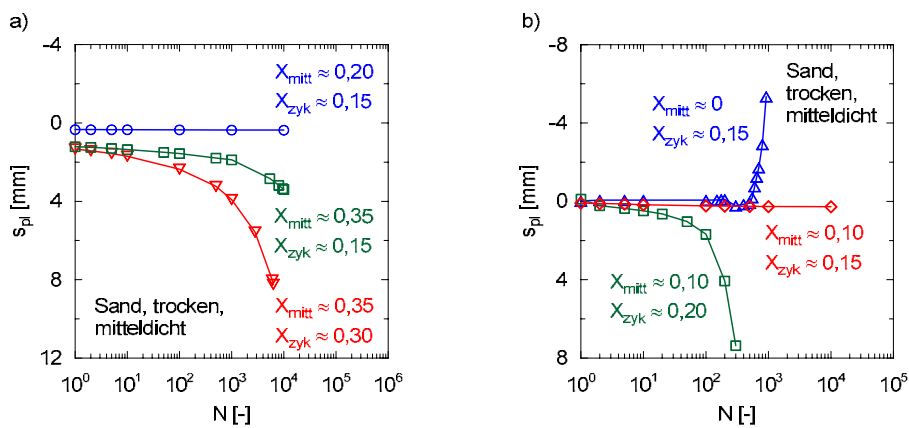 a)
-4
0
4
8
12
s_pl [mm]
X_mitt ≈ 0,20
X_zyk ≈ 0,15
X_mitt ≈ 0,35
X_zyk ≈ 0,15
Sand, trocken,
mitteldicht
X_mitt ≈ 0,35
X_zyk ≈ 0,30
10^0 10^1 10^2 10^3 10^4 10^5 10^6
N [-]
b)
-8
-4
0
4
8
s_pl [mm]
Sand,
trocken,
mitteldicht
X_mitt ≈ 0
X_zyk ≈ 0,15
X_mitt ≈ 0,10
X_zyk ≈ 0,15
X_mitt ≈ 0,10
X_zyk ≈ 0,20
10^0 10^1 10^2 10^3 10^4 10^5
N [-]